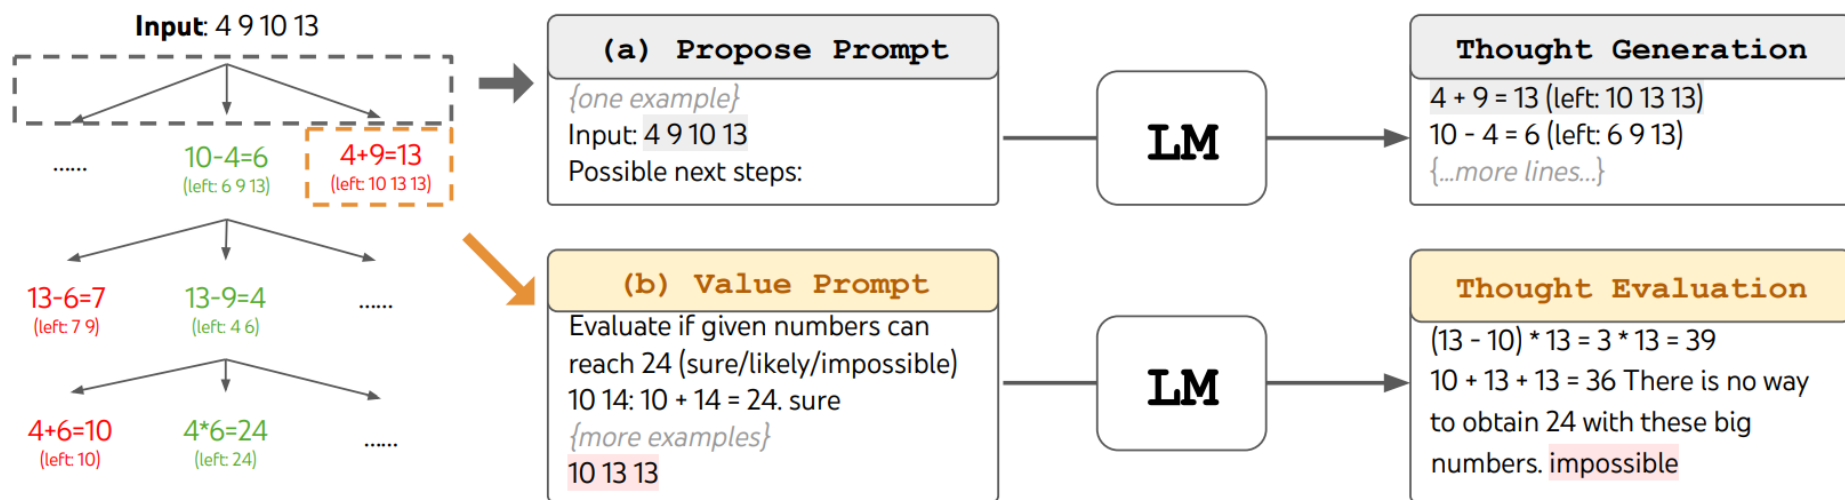 Input: 4 9 10 13
......
10-4=6
(left: 6 9 13)
4+9=13
(left: 10 13 13)
13-6=7
(left: 7 9)
13-9=4
(left: 4 6)
......
4+6=10
(left: 10)
4*6=24
(left: 24)
......
(a) Propose Prompt
{one example}
Input: 4 9 10 13
Possible next steps:
LM
Thought Generation
4 + 9 = 13 (left: 10 13 13)
10 - 4 = 6 (left: 6 9 13)
{...more lines...}
(b) Value Prompt
Evaluate if given numbers can
reach 24 (sure/likely/impossible)
10 14: 10 + 14 = 24. sure
{more examples}
10 13 13
LM
Thought Evaluation
(13 - 10) * 13 = 3 * 13 = 39
10 + 13 + 13 = 36 There is no way
to obtain 24 with these big
numbers. impossible